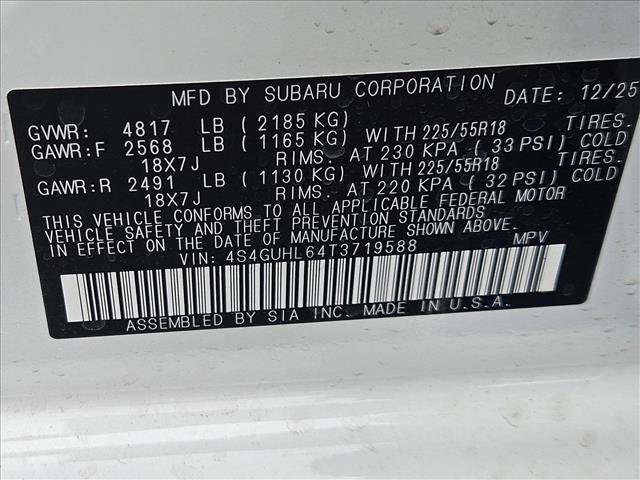 MFD BY SUBARU CORPORATION DATE: 12/25
GVWR: 4817 LB ( 2185 KG)
GAWR:F 2568 LB ( 1165 KG) WITH 225/55R18 TIRES.
18X7J RIMS. AT 230 KPA ( 33 PSI) COLD
GAWR:R 2491 LB ( 1130 KG) WITH 225/55R18 TIRES.
18X7J RIMS. AT 220 KPA ( 32 PSI) COLD
THIS VEHICLE CONFORMS TO ALL APPLICABLE FEDERAL MOTOR
VEHICLE SAFETY AND THEFT PREVENTION STANDARDS
IN EFFECT ON THE DATE OF MANUFACTURE SHOWN ABOVE.
VIN: 4S4GUHL64T3719588 MPV
ASSEMBLED BY SIA INC. MADE IN U.S.A.